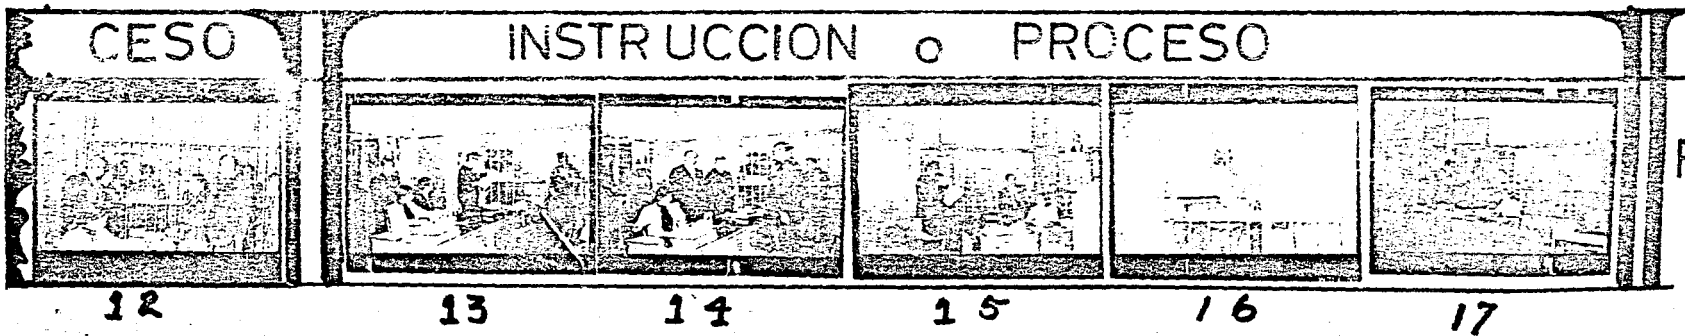 CESO INSTRUCCION o PROCESO
12 13 14 15 16 17